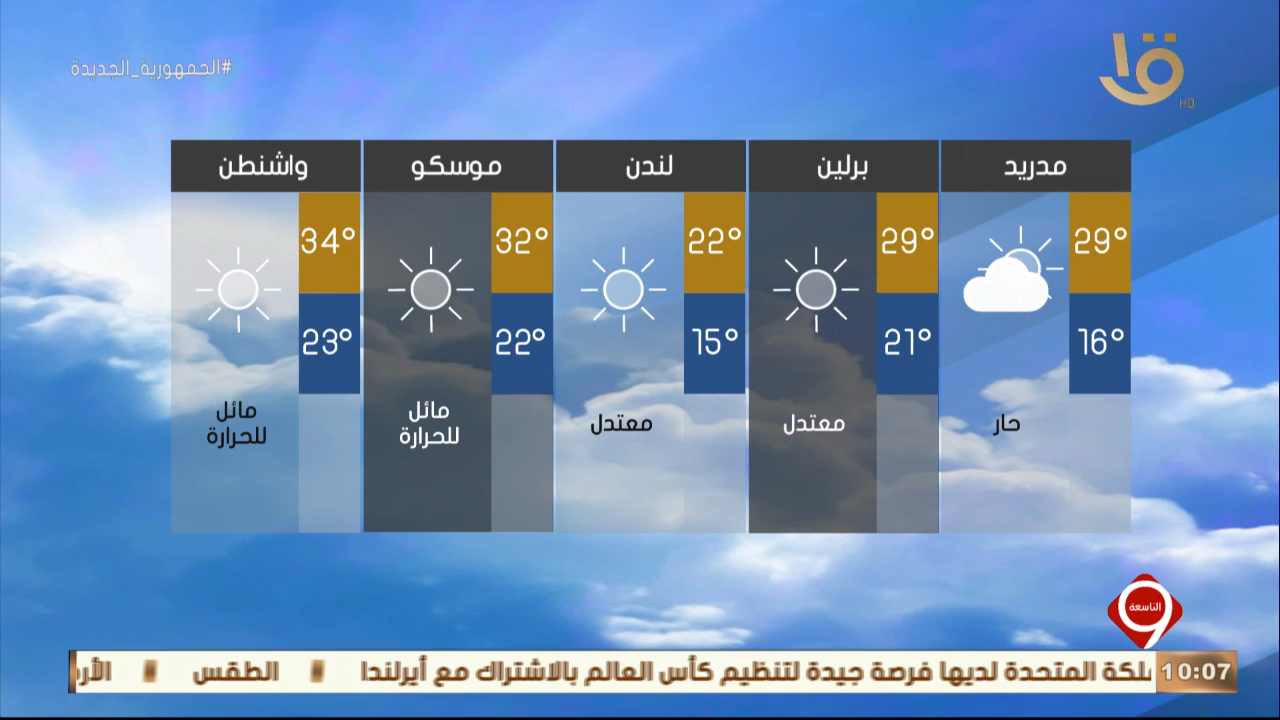 #الجمهورية_الجديدة
HD
مدريد
29°
16°
حار
برلين
29°
21°
معتدل
لندن
22°
15°
معتدل
موسكو
32°
22°
مائل
للحرارة
واشنطن
34°
23°
مائل
للحرارة
التاسعة
9
10:07
المتحدة لديها فرصة جيدة لتنظيم كأس العالم بالاشتراك مع أيرلندا
الطقس